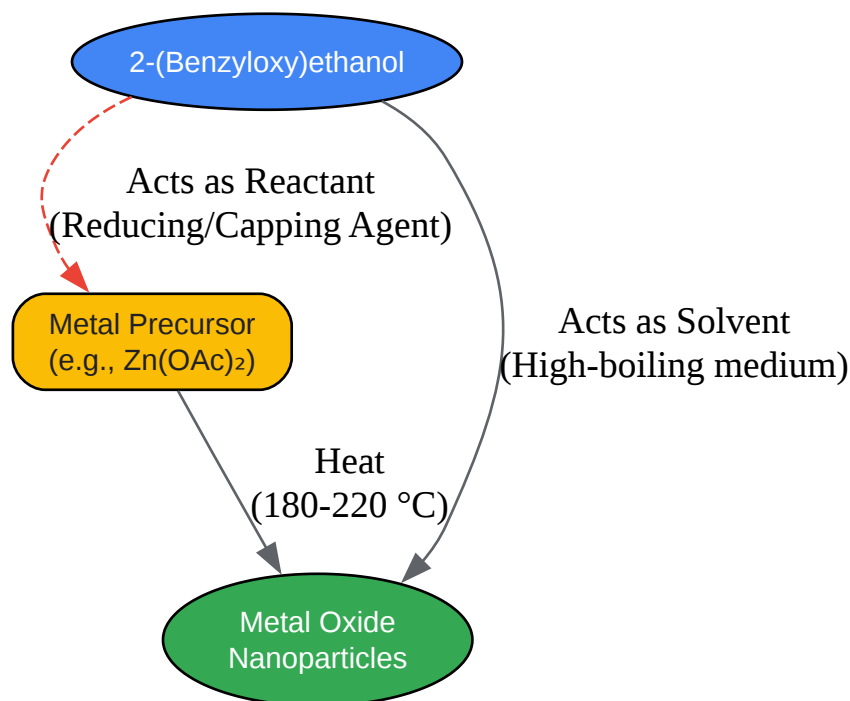 2-(Benzyloxy)ethanol
Acts as Reactant
(Reducing/Capping Agent)
Metal Precursor
(e.g., Zn(OAc)₂)
Acts as Solvent
(High-boiling medium)
Heat
(180-220 °C)
Metal Oxide
Nanoparticles